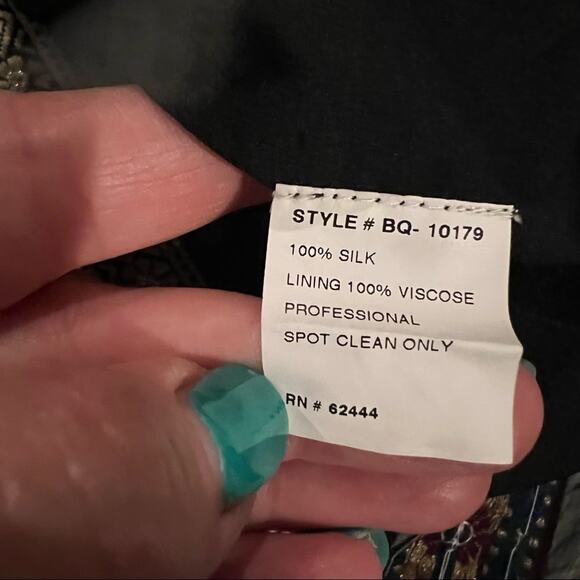 STYLE # BQ- 10179
100% SILK
LINING 100% VISCOSE
PROFESSIONAL
SPOT CLEAN ONLY
RN # 62444